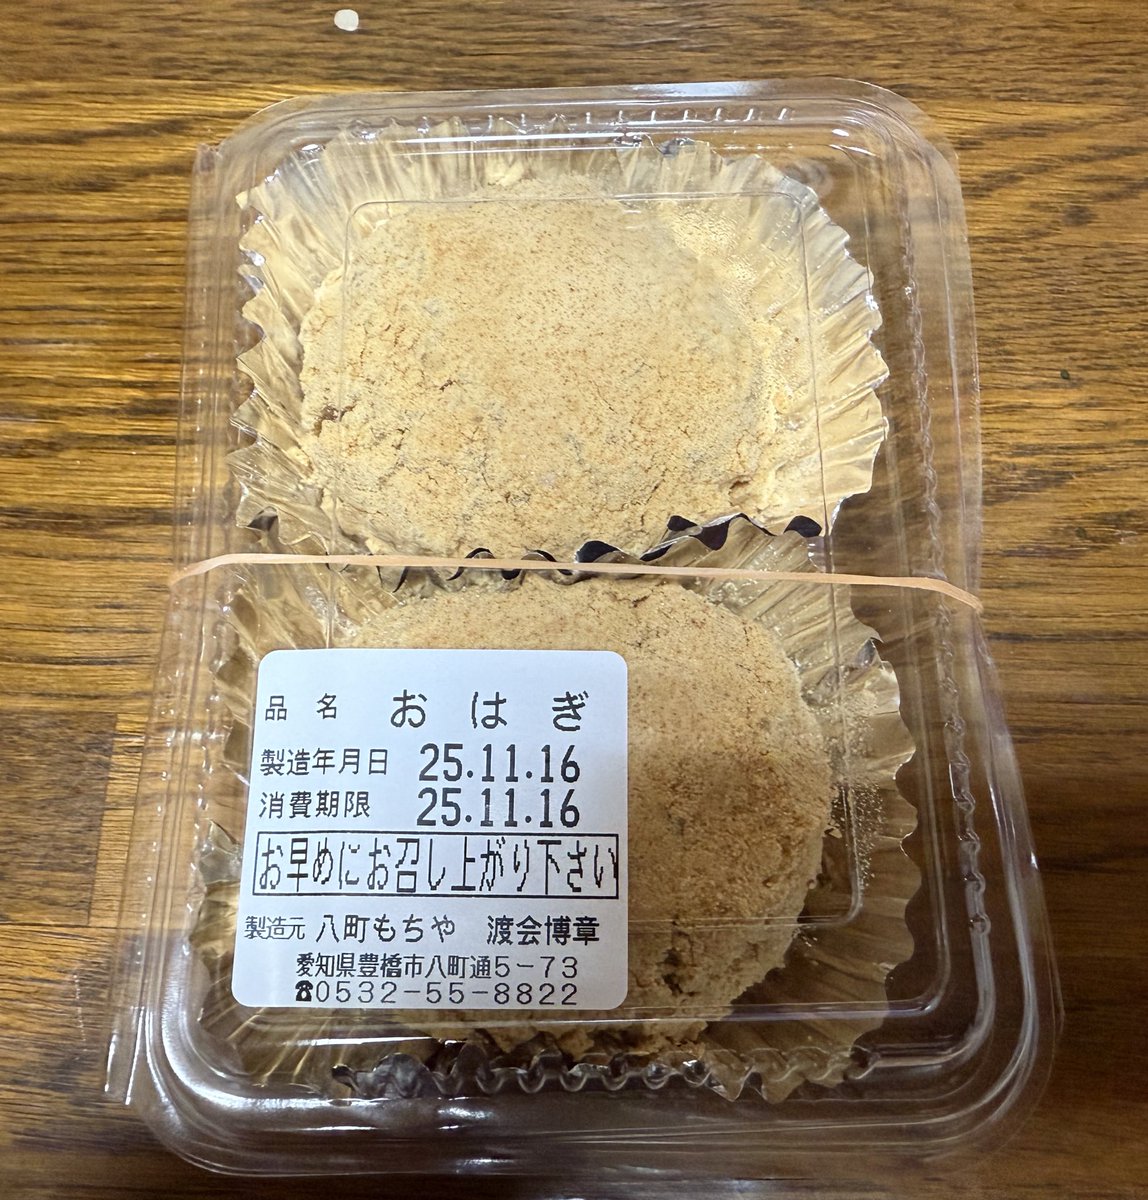 品名 おはぎ
製造年月日 25.11.16
消費期限 25.11.16
お早めにお召し上がり下さい
製造元 八町もちや 渡会博章
愛知県豊橋市八町通5-73
☎0532-55-8822